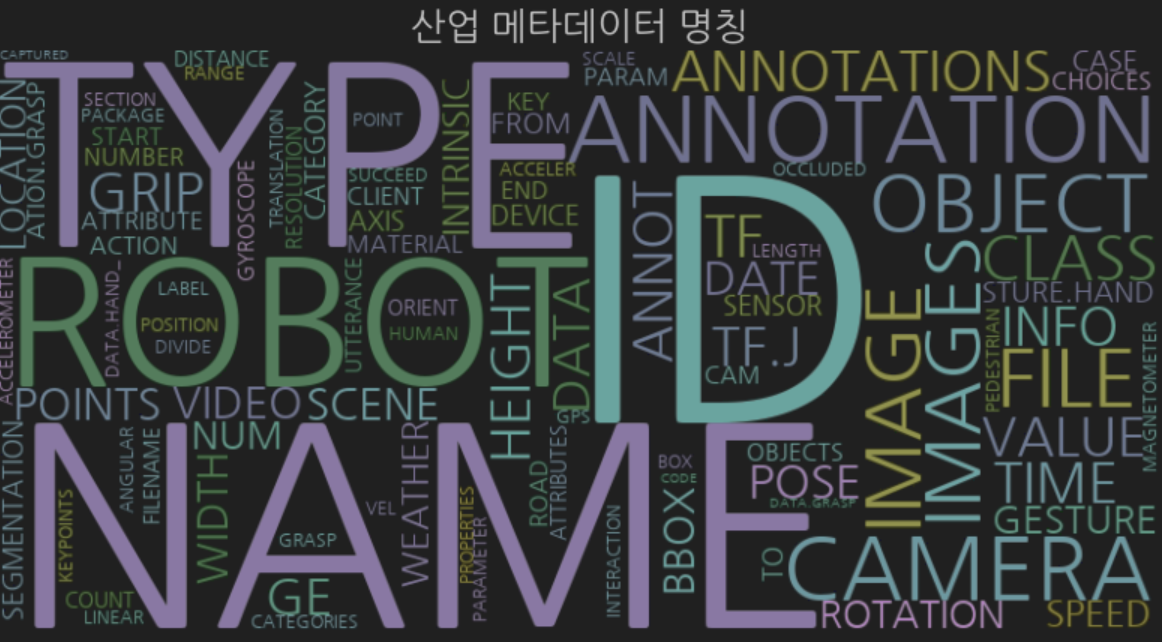 산업 메타데이터 명칭
CAPTURED
TYPE
DISTANCE
RANGE
SCALE
PARAM
ANNOTATIONS
CASE
CHOICES
LOCATION
ATION.GRASP
SECTION
PACKAGE
START
NUMBER
GRIP
ATTRIBUTE
ACTION
GYROSCOPE
TRANSLATION
RESOLUTION
CATEGORY
POINT
SUCCEED
CLIENT
AXIS
MATERIAL
INTRINSIC
KEY
FROM
ACCELER
END
DEVICE
ANNOTATION
OCCLUDED
ID
ANNOT
TF
LENGTH
DATE
SENSOR
TF.J
CAM
OBJECT
CLASS
STURE.HAND
INFO
FILE
PEDESTRIAN
MAGNETOMETER
IMAGE
IMAGES
ACCELEROMETER
ROBOT
DATA.HAND_
LABEL
POSITION
DIVIDE
UTTERANCE
ORIENT
HUMAN
HEIGHT
DATA
GPS
POINTS
VIDEO
SCENE
VALUE
TIME
GESTURE
SEGMENTATION
NAME
KEYPOINTS
ANGULAR
FILENAME
NUM
WIDTH
COUNT
LINEAR
GRASP
GE
CATEGORIES
VEL
WEATHER
PROPERTIES
PARAMETER
ROAD
ATTRIBUTES
INTERACTION
BOX
CODE
BBOX
OBJECTS
POSE
DATA.GRASP
TO
CAMERA
ROTATION
SPEED